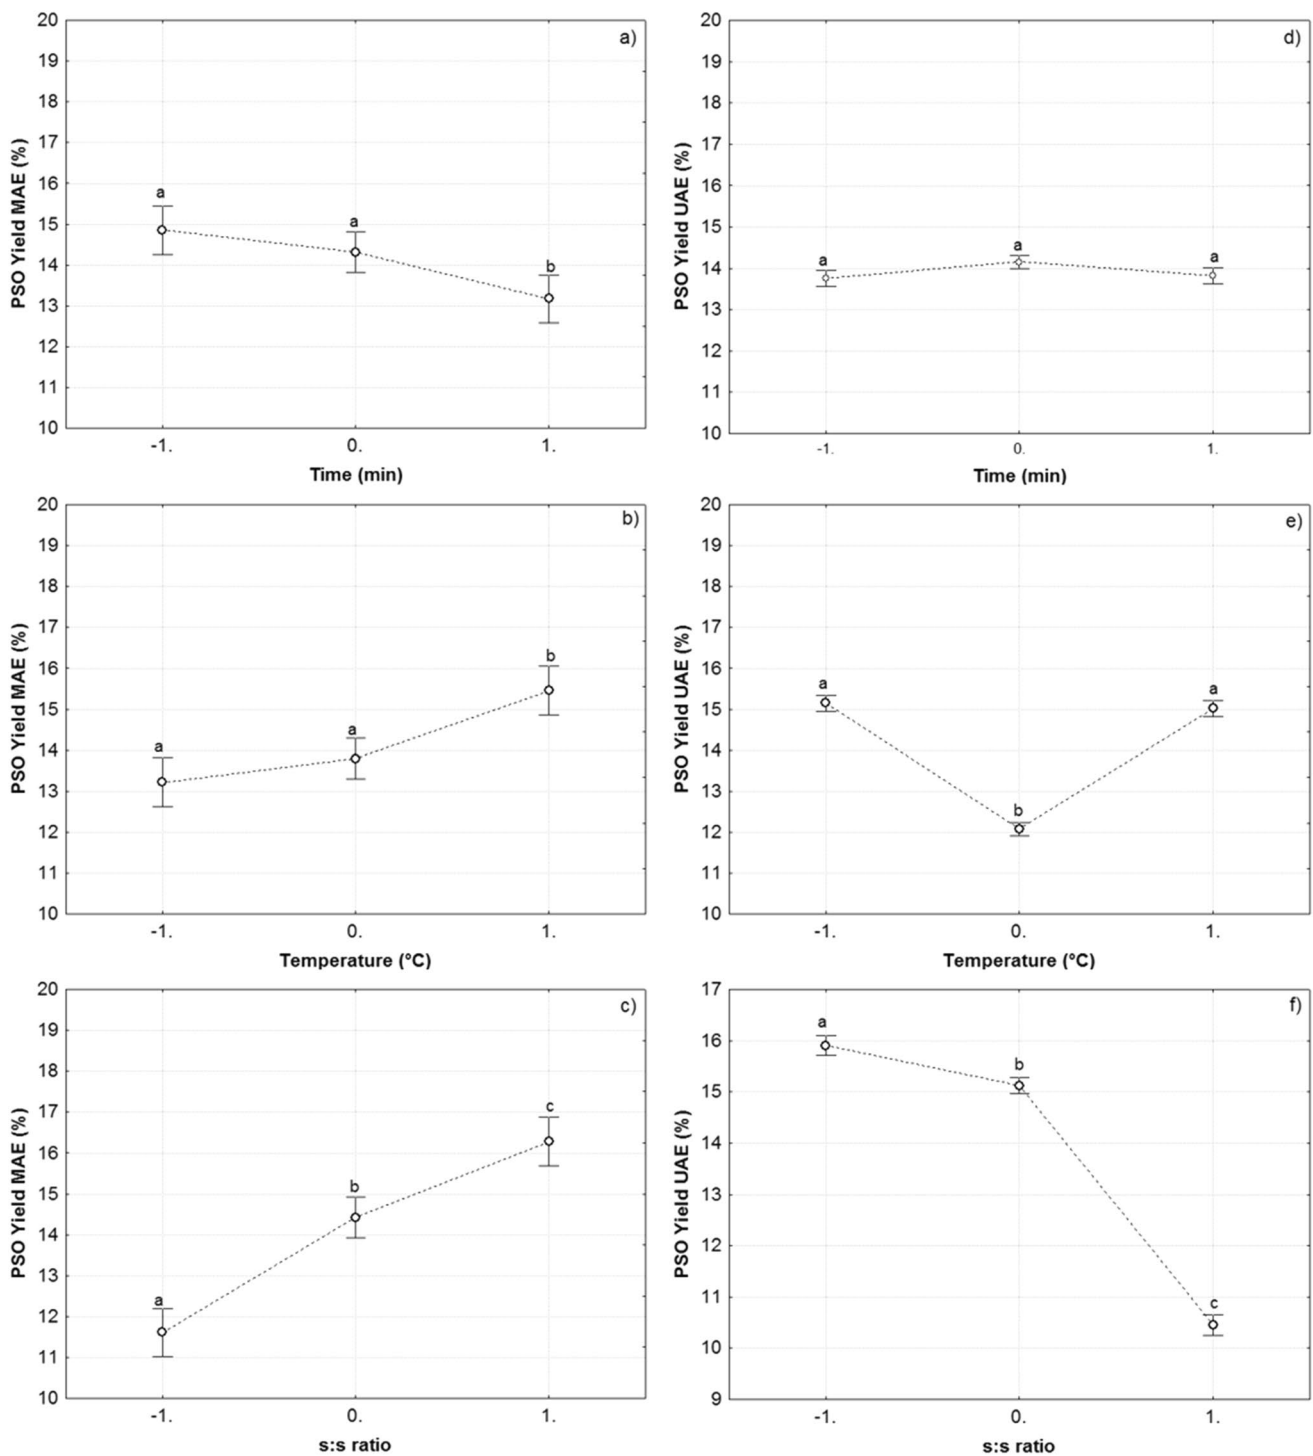 a)
PSO Yield MAE (%)
20
19
18
17
16
15
14
13
12
11
10
a
a
b
-1.
0.
1.
Time (min)
d)
PSO Yield UAE (%)
20
19
18
17
16
15
14
13
12
11
10
a
a
a
-1.
0.
1.
Time (min)
b)
PSO Yield MAE (%)
20
19
18
17
16
15
14
13
12
11
10
a
a
b
-1.
0.
1.
Temperature (°C)
e)
PSO Yield UAE (%)
20
19
18
17
16
15
14
13
12
11
10
a
b
a
-1.
0.
1.
Temperature (°C)
c)
PSO Yield MAE (%)
20
19
18
17
16
15
14
13
12
11
10
a
b
c
-1.
0.
1.
s:s ratio
f)
PSO Yield UAE (%)
17
16
15
14
13
12
11
10
9
a
b
c
-1.
0.
1.
s:s ratio